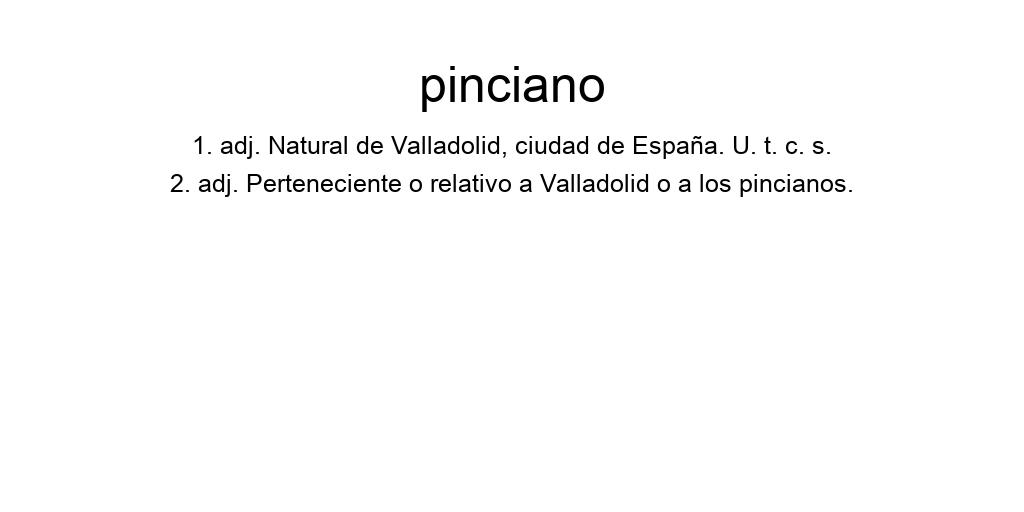 pinciano
1. adj. Natural de Valladolid, ciudad de España. U. t. c. s.
2. adj. Perteneciente o relativo a Valladolid o a los pincianos.